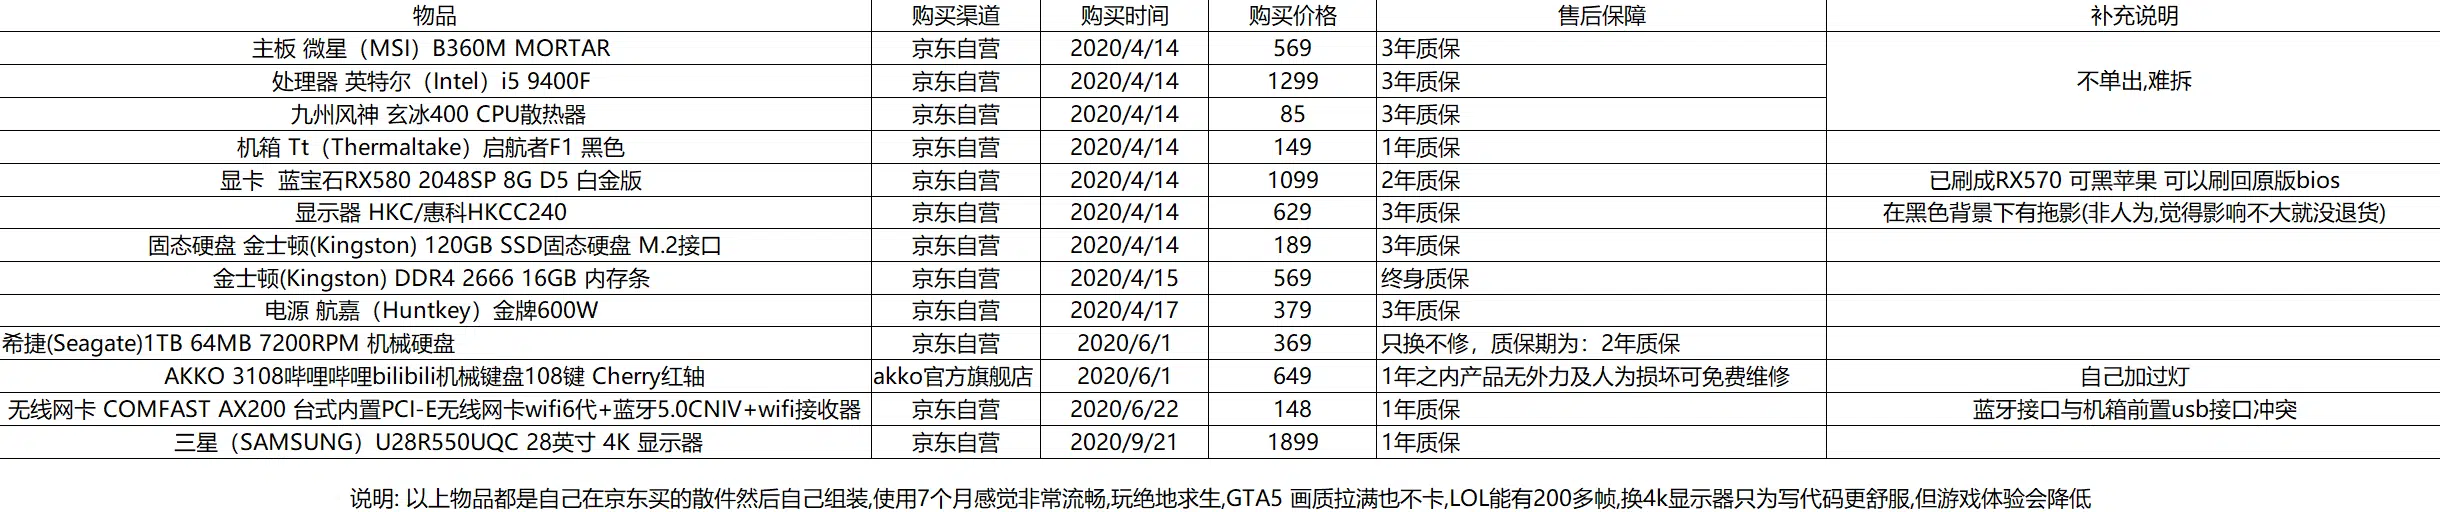 物品 购买渠道 购买时间 购买价格 售后保障 补充说明
主板 微星（MSI）B360M MORTAR 京东自营 2020/4/14 569 3年质保
处理器 英特尔（Intel）i5 9400F 京东自营 2020/4/14 1299 3年质保 不单出,难拆
九州风神 玄冰400 CPU散热器 京东自营 2020/4/14 85 3年质保
机箱 Tt（Thermaltake）启航者F1 黑色 京东自营 2020/4/14 149 1年质保
显卡 蓝宝石RX580 2048SP 8G D5 白金版 京东自营 2020/4/14 1099 2年质保 已刷成RX570 可黑苹果 可以刷回原版bios
显示器 HKC/惠科HKCC240 京东自营 2020/4/14 629 3年质保 在黑色背景下有拖影(非人为,觉得影响不大就没退货)
固态硬盘 金士顿(Kingston) 120GB SSD固态硬盘 M.2接口 京东自营 2020/4/14 189 3年质保
金士顿(Kingston) DDR4 2666 16GB 内存条 京东自营 2020/4/15 569 终身质保
电源 航嘉（Huntkey）金牌600W 京东自营 2020/4/17 379 3年质保
希捷(Seagate)1TB 64MB 7200RPM 机械硬盘 京东自营 2020/6/1 369 只换不修，质保期为：2年质保
AKKO 3108哔哩哔哩bilibili机械键盘108键 Cherry红轴 akko官方旗舰店 2020/6/1 649 1年之内产品无外力及人为损坏可免费维修 自己加过灯
无线网卡 COMFAST AX200 台式内置PCI-E无线网卡wifi6代+蓝牙5.0CNIV+wifi接收器 京东自营 2020/6/22 148 1年质保 蓝牙接口与机箱前置usb接口冲突
三星（SAMSUNG）U28R550UQC 28英寸 4K 显示器 京东自营 2020/9/21 1899 1年质保
说明: 以上物品都是自己在京东买的散件然后自己组装,使用7个月感觉非常流畅,玩绝地求生,GTA5 画质拉满也不卡,LOL能有200多帧,换4k显示器只为写代码更舒服,但游戏体验会降低